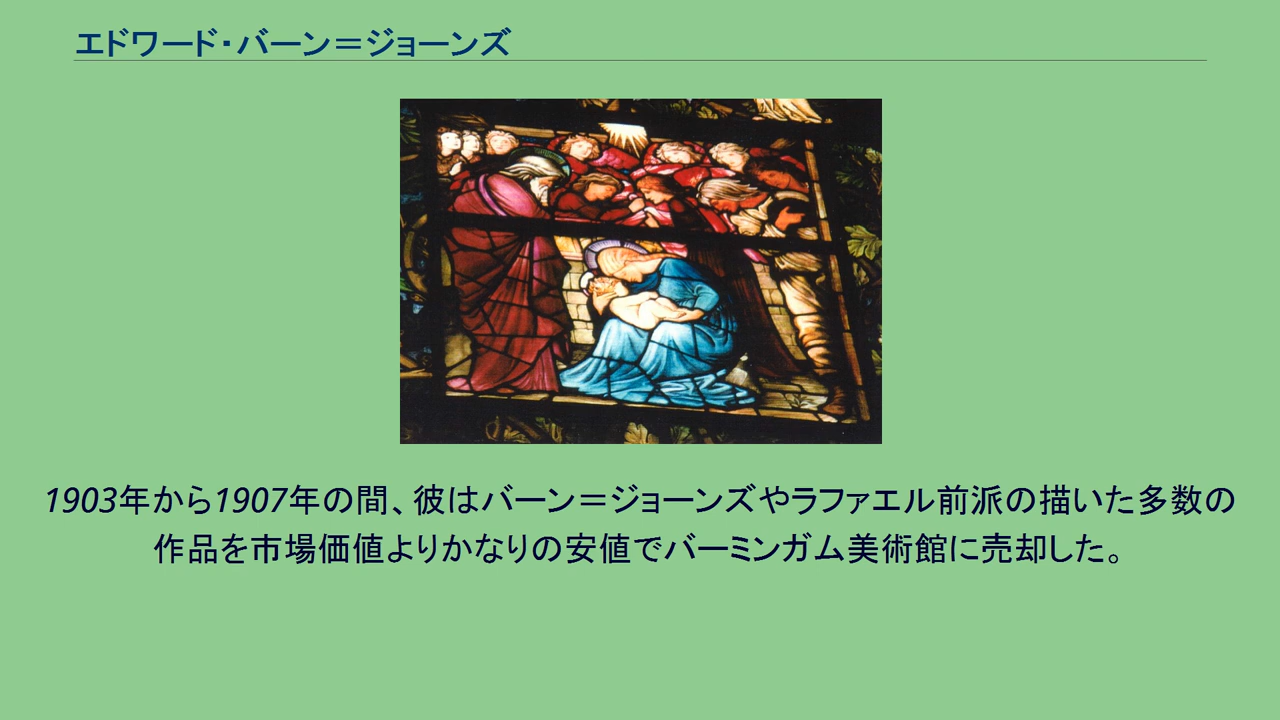 エドワード・バーン＝ジョーンズ
1903年から1907年の間、彼はバーン＝ジョーンズやラファエル前派の描いた多数の
作品を市場価値よりかなりの安値でバーミンガム美術館に売却した。